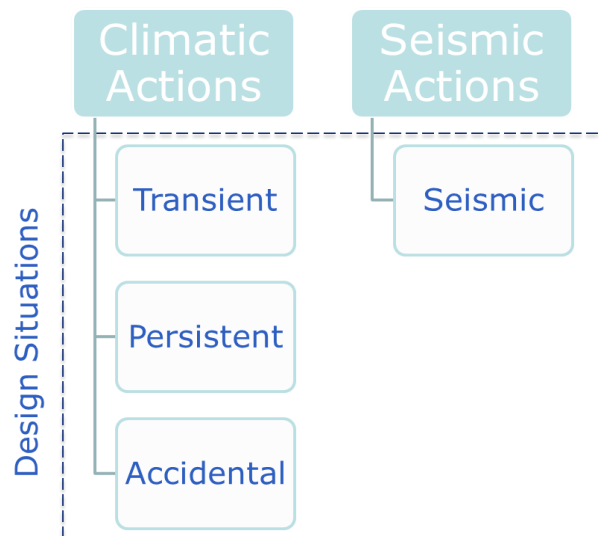 Climatic
Actions
Seismic
Actions
Design Situations
Transient
Seismic
Persistent
Accidental